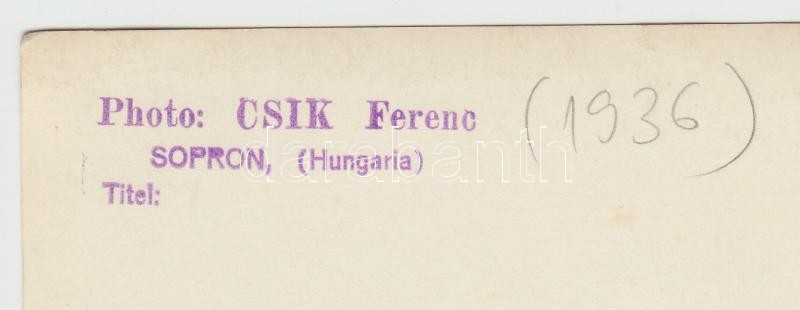 Photo: CSIK Ferenc (1936)
SOPRON, (Hungaria)
darabanth
Titel: